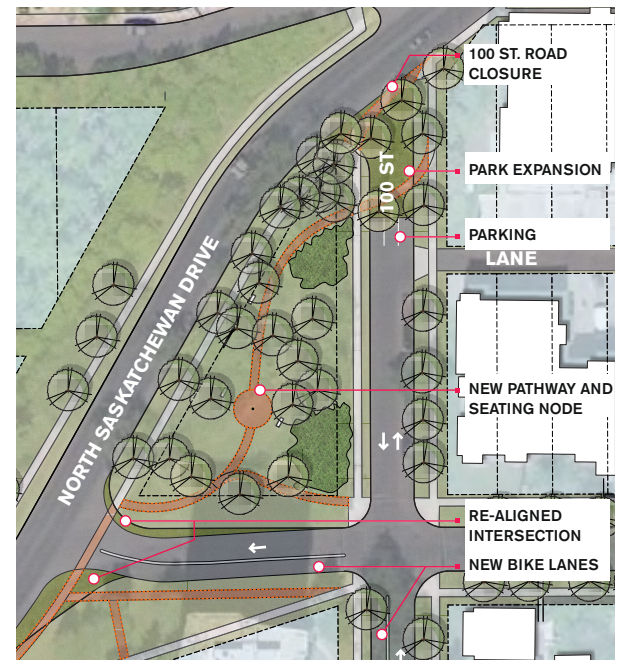 100 ST. ROAD
CLOSURE
PARK EXPANSION
100 ST
PARKING
LANE
NORTH SASKATCHEWAN DRIVE
NEW PATHWAY AND
SEATING NODE
RE-ALIGNED
INTERSECTION
NEW BIKE LANES